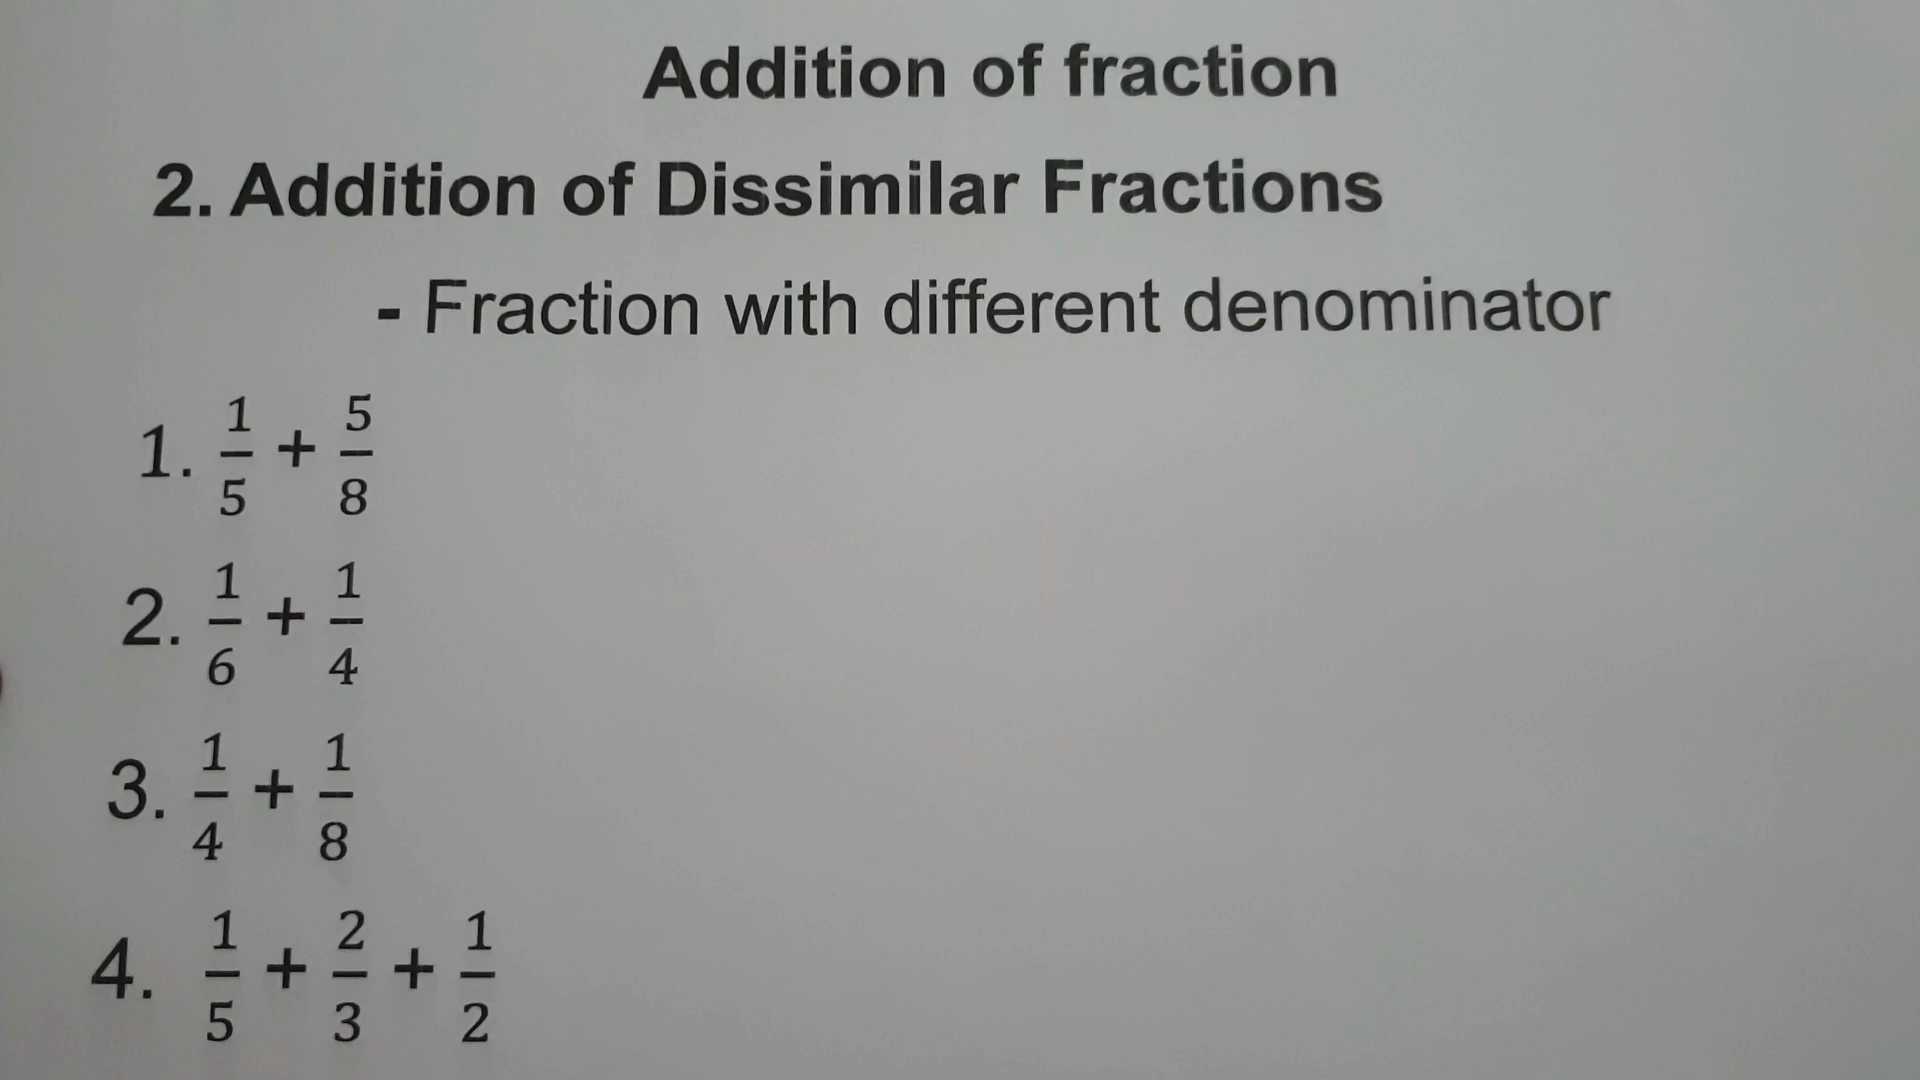 Addition of fraction
2. Addition of Dissimilar Fractions
- Fraction with different denominator
1. 1/5 + 5/8
2. 1/6 + 1/4
3. 1/4 + 1/8
4. 1/5 + 2/3 + 1/2